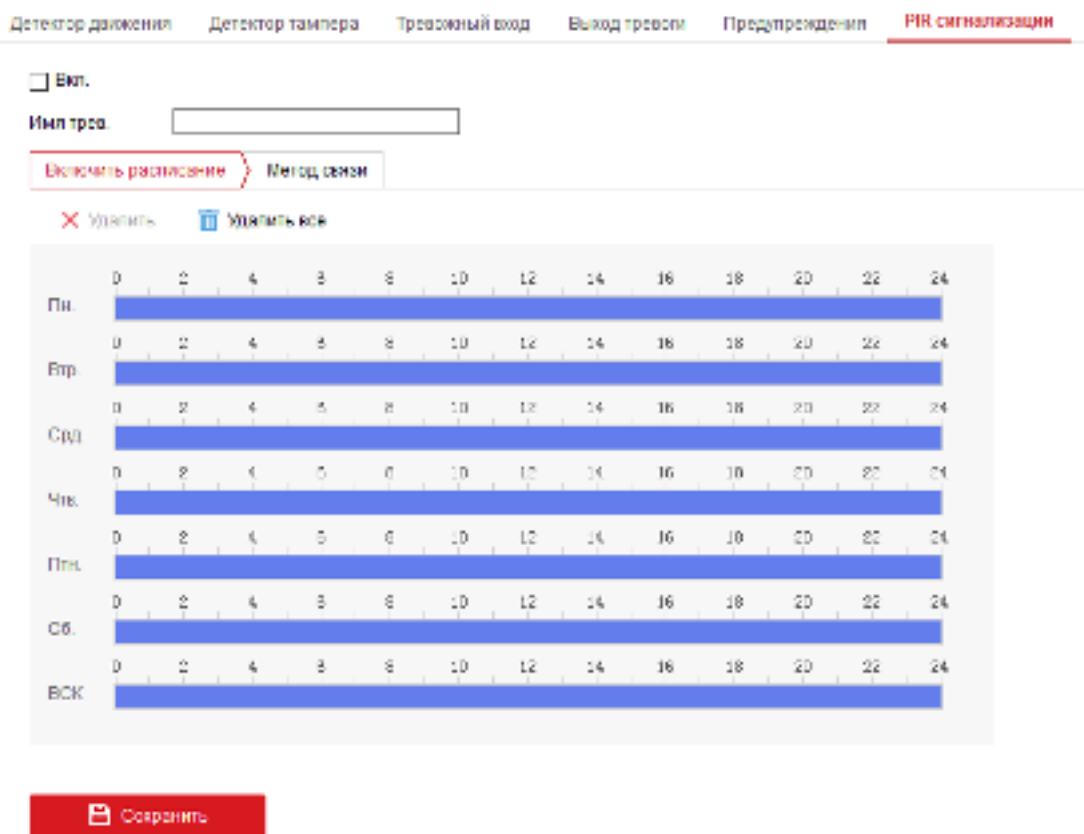 Детектор движения Детектор тампера Тревожный вход Выход тревоги Предупреждения PIR сигнализации
Вкл.
Имя трев.
Включить расписание Метод связи
Удалить Удалить все
0 2 4 6 8 10 12 14 16 18 20 22 24
Пн.
0 2 4 6 8 10 12 14 16 18 20 22 24
Втр.
0 2 4 6 8 10 12 14 16 18 20 22 24
Срд
0 2 4 6 8 10 12 14 16 18 20 22 24
Чтв.
0 2 4 6 8 10 12 14 16 18 20 22 24
Птн.
0 2 4 6 8 10 12 14 16 18 20 22 24
Сб.
0 2 4 6 8 10 12 14 16 18 20 22 24
ВСК
Сохранить